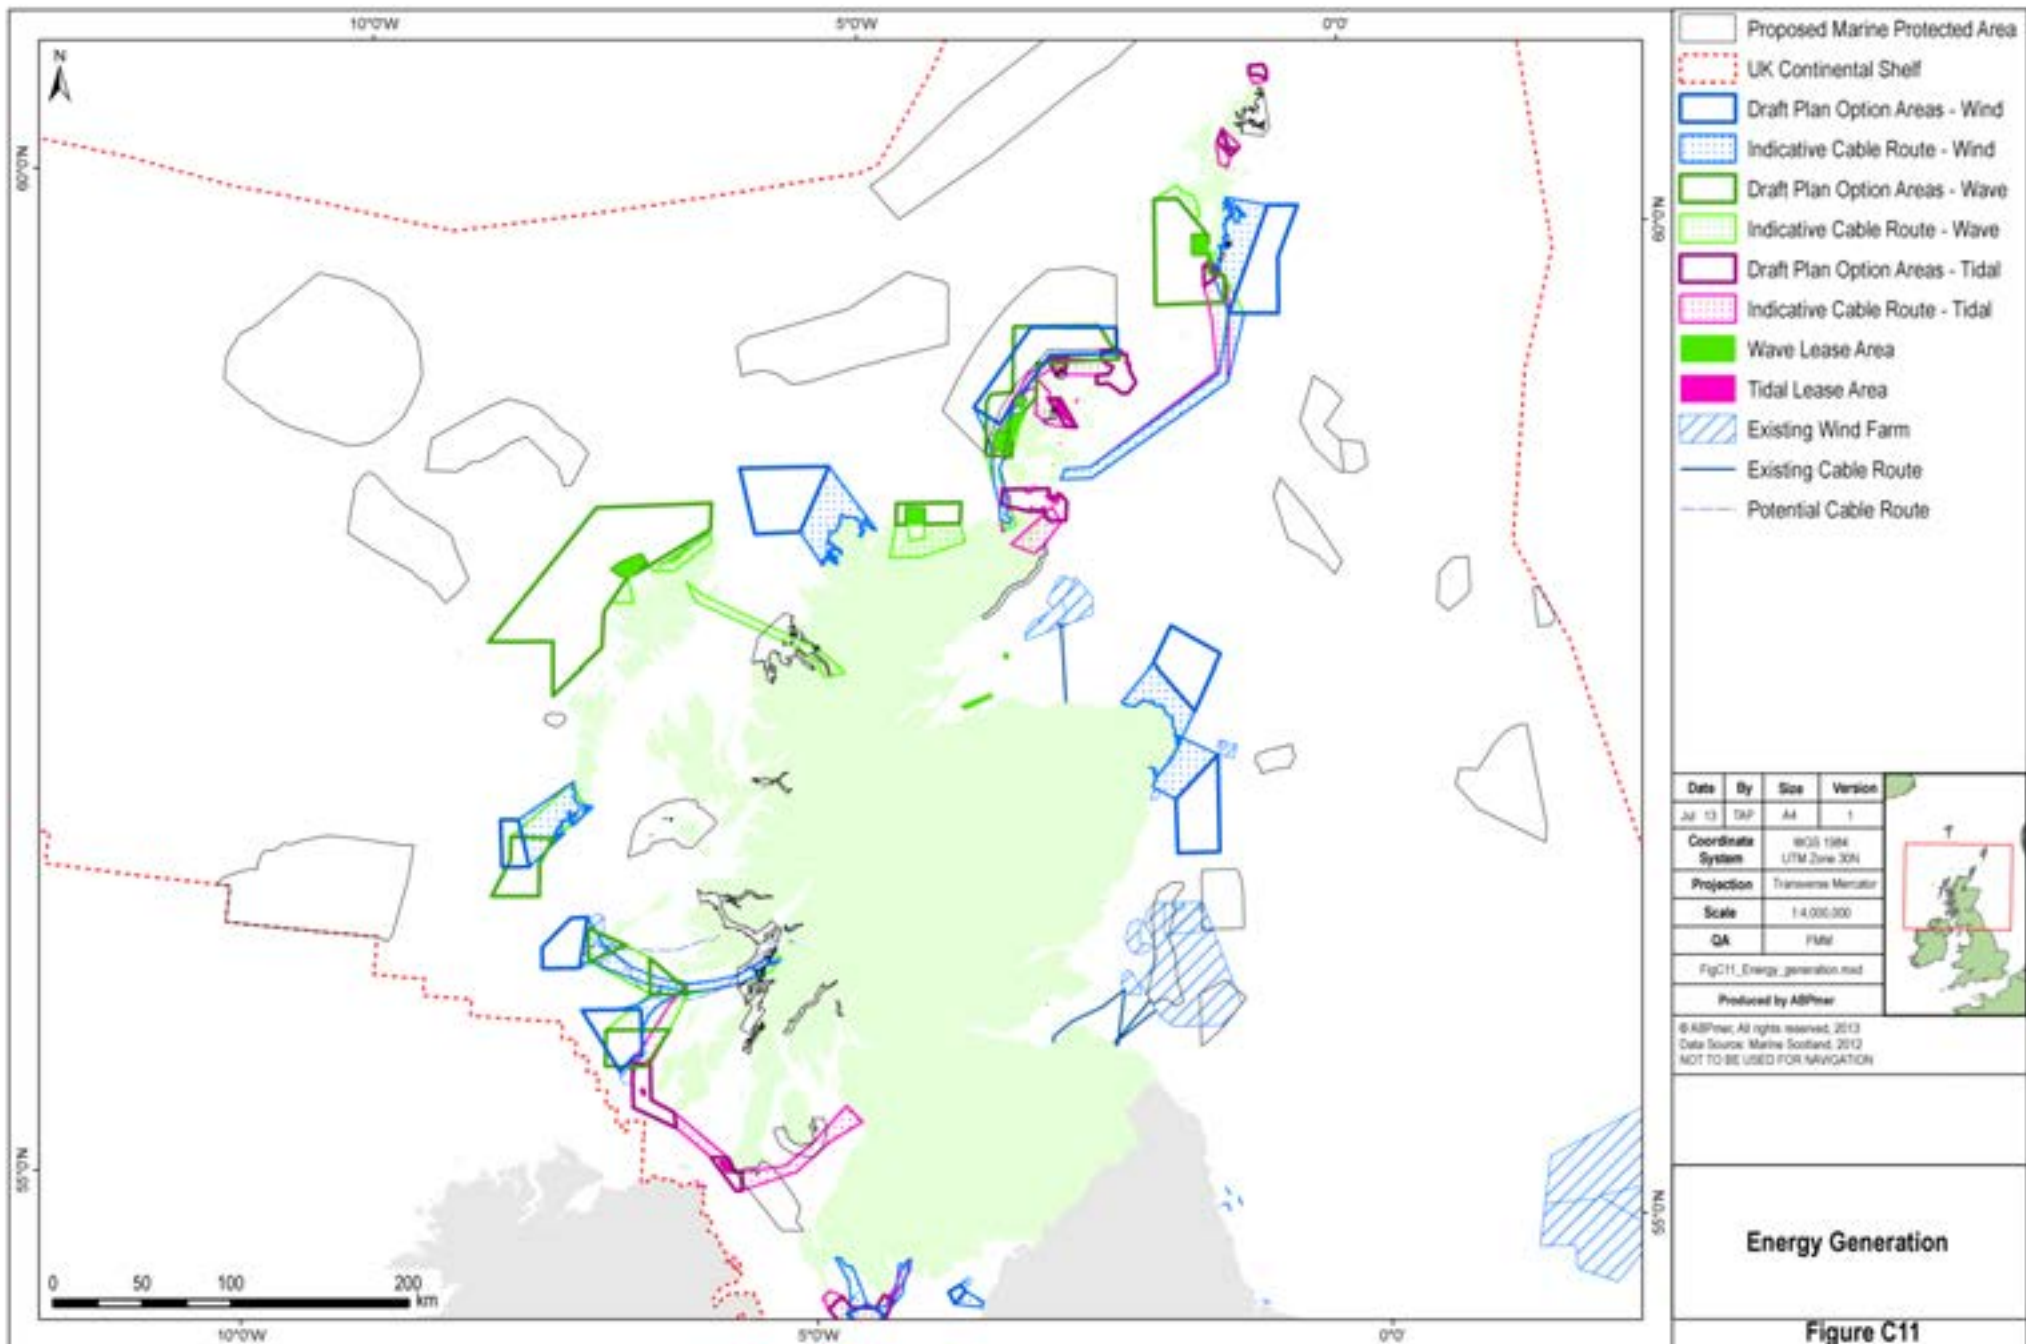 10°0'W 5°0'W 0°0'
N
60°0'N
60°0'N
55°0'N
55°0'N
0 50 100 200
km
10°0'W 5°0'W 0°0'
Proposed Marine Protected Area
UK Continental Shelf
Draft Plan Option Areas - Wind
Indicative Cable Route - Wind
Draft Plan Option Areas - Wave
Indicative Cable Route - Wave
Draft Plan Option Areas - Tidal
Indicative Cable Route - Tidal
Wave Lease Area
Tidal Lease Area
Existing Wind Farm
Existing Cable Route
Potential Cable Route
Date By Size Version
Jul 13 TAP A4 1
Coordinate System WGS 1984 UTM Zone 30N
Projection Transverse Mercator
Scale 1:4,000,000
QA FMM
FigC11_Energy_generation.mxd
Produced by ABPmer
© ABPmer, All rights reserved, 2013
Data Source: Marine Scotland, 2012
NOT TO BE USED FOR NAVIGATION
Energy Generation
Figure C11